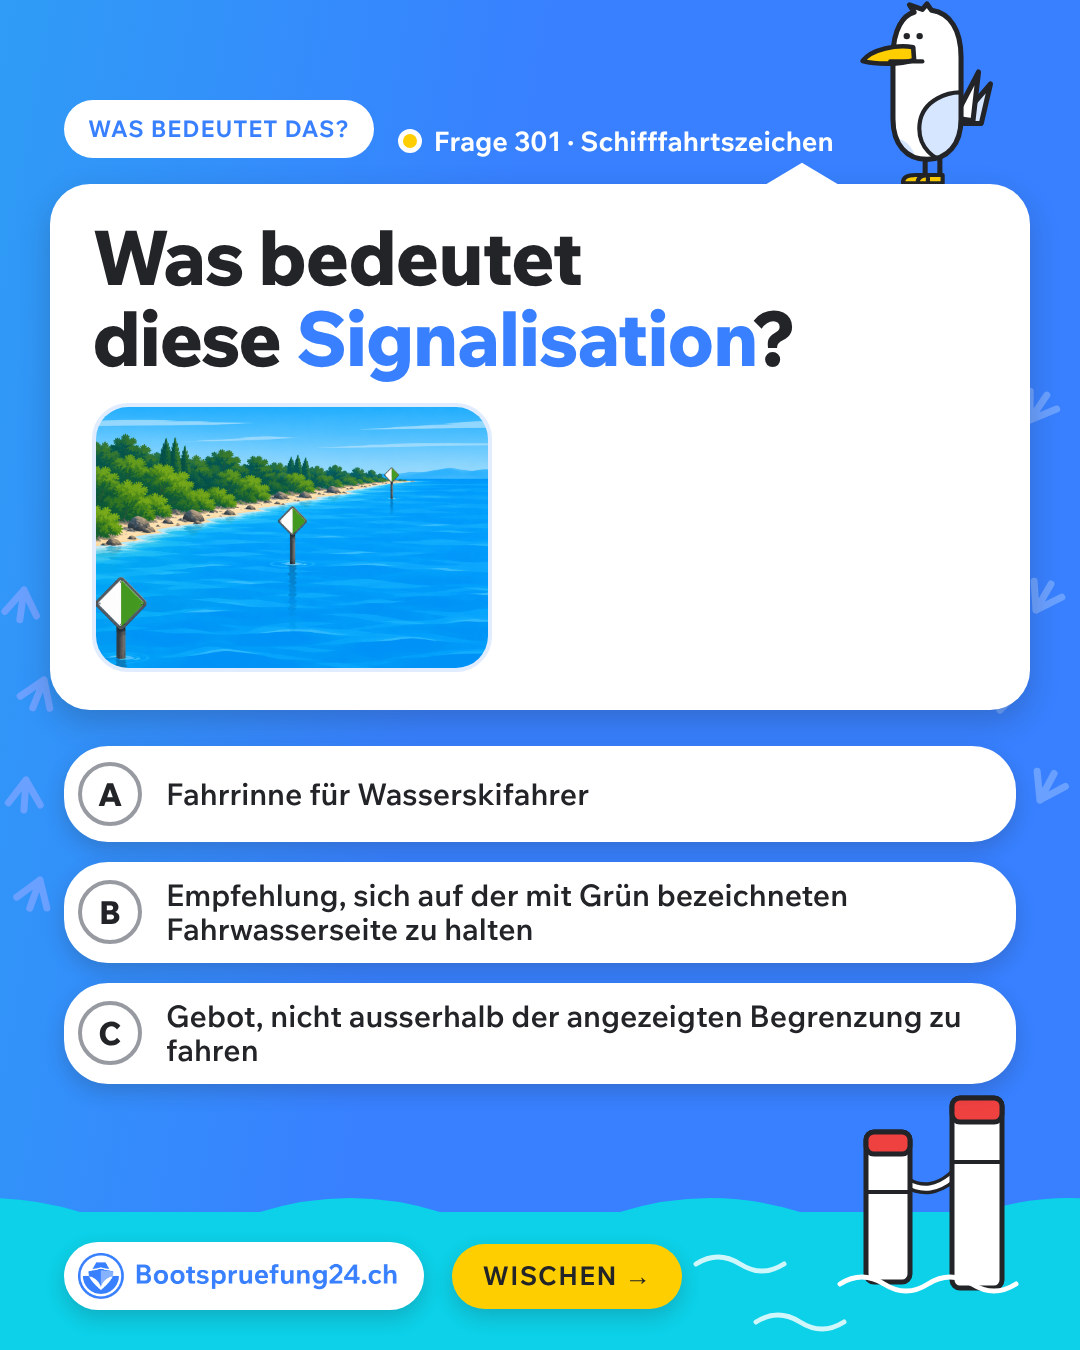 WAS BEDEUTET DAS?
Frage 301 · Schifffahrtszeichen
Was bedeutet
diese Signalisation?
A
Fahrrinne für Wasserskifahrer
B
Empfehlung, sich auf der mit Grün bezeichneten
Fahrwasserseite zu halten
C
Gebot, nicht ausserhalb der angezeigten Begrenzung zu
fahren
Bootspruefung24.ch
WISCHEN →